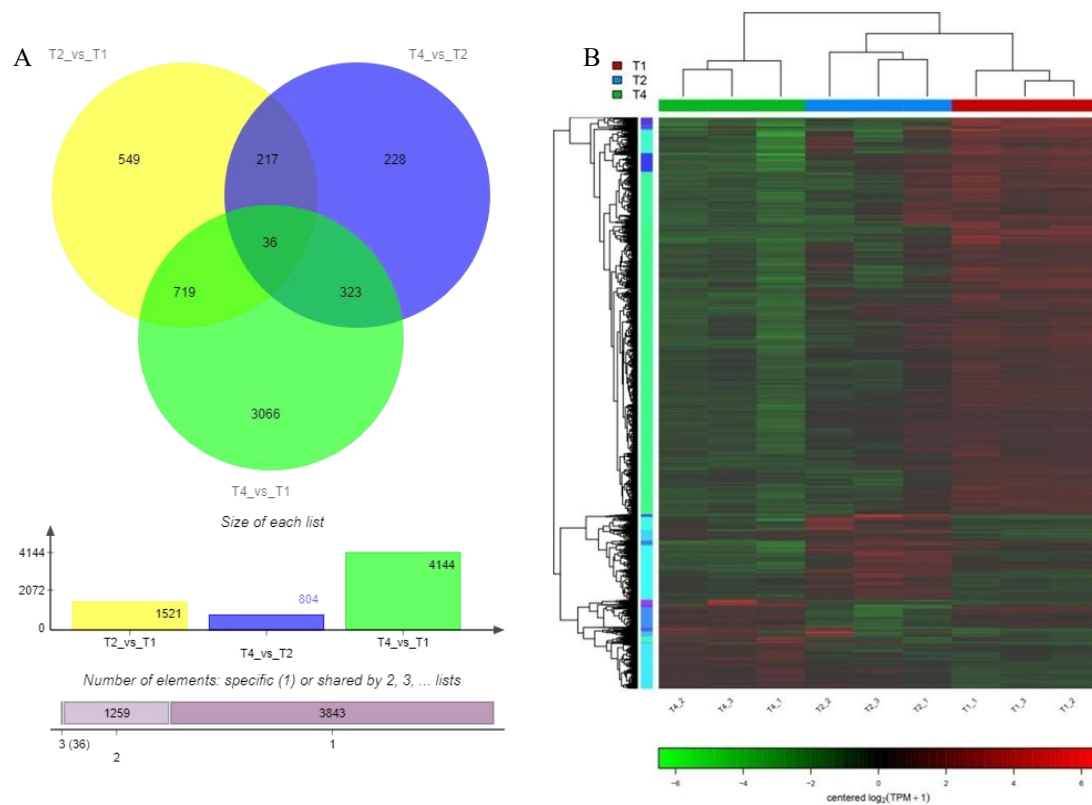 A
T2_vs_T1
T4_vs_T2
549
217
228
36
719
323
3066
T4_vs_T1
Size of each list
4144
2072
0
1521
804
4144
T2_vs_T1
T4_vs_T2
T4_vs_T1
Number of elements: specific (1) or shared by 2, 3, ... lists
1259
3843
3 (36)
2
1
B
T1
T2
T4
T4_2
T4_3
T4_1
T2_2
T2_3
T2_1
T1_1
T1_3
T1_2
−6 −4 −2 0 2 4 6
centered log₂(TPM + 1)